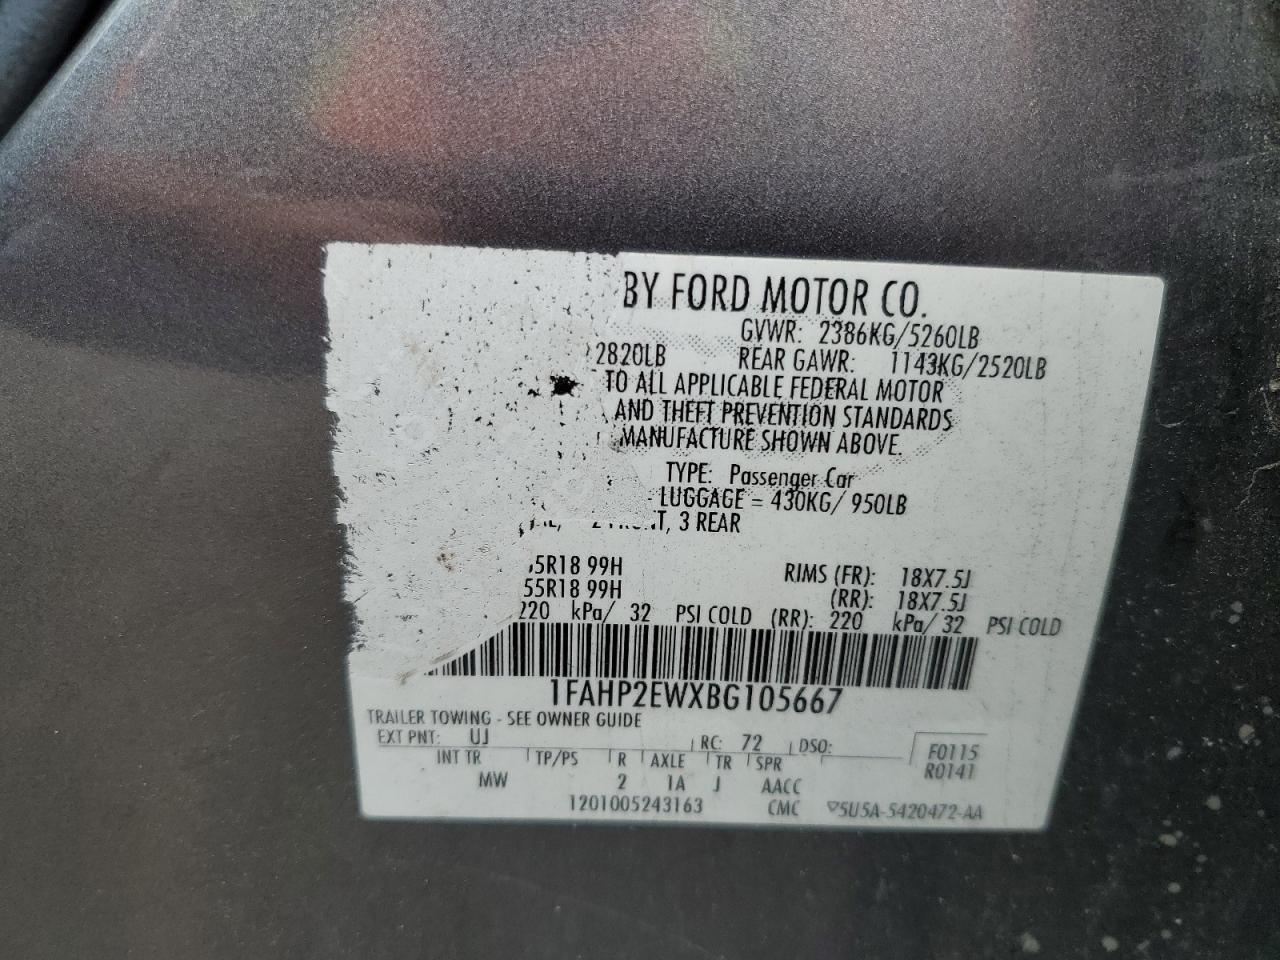 BY FORD MOTOR CO.
GVWR: 2386KG/5260LB
2820LB REAR GAWR: 1143KG/2520LB
TO ALL APPLICABLE FEDERAL MOTOR
AND THEFT PREVENTION STANDARDS
MANUFACTURE SHOWN ABOVE.
TYPE: Passenger Car
LUGGAGE = 430KG/ 950LB
3 REAR
5R18 99H RIMS (FR): 18X7.5J
55R18 99H (RR): 18X7.5J
220 kPa/ 32 PSI COLD (RR): 220 kPa/ 32 PSI COLD
1FAHP2EWXBG105667
TRAILER TOWING - SEE OWNER GUIDE
EXT PNT: UJ RC: 72 DSO: F0115
INT TR TP/PS R AXLE TR SPR R0141
MW 2 1A J AACC
1201005243163 CMC ▽5U5A-5420472-AA